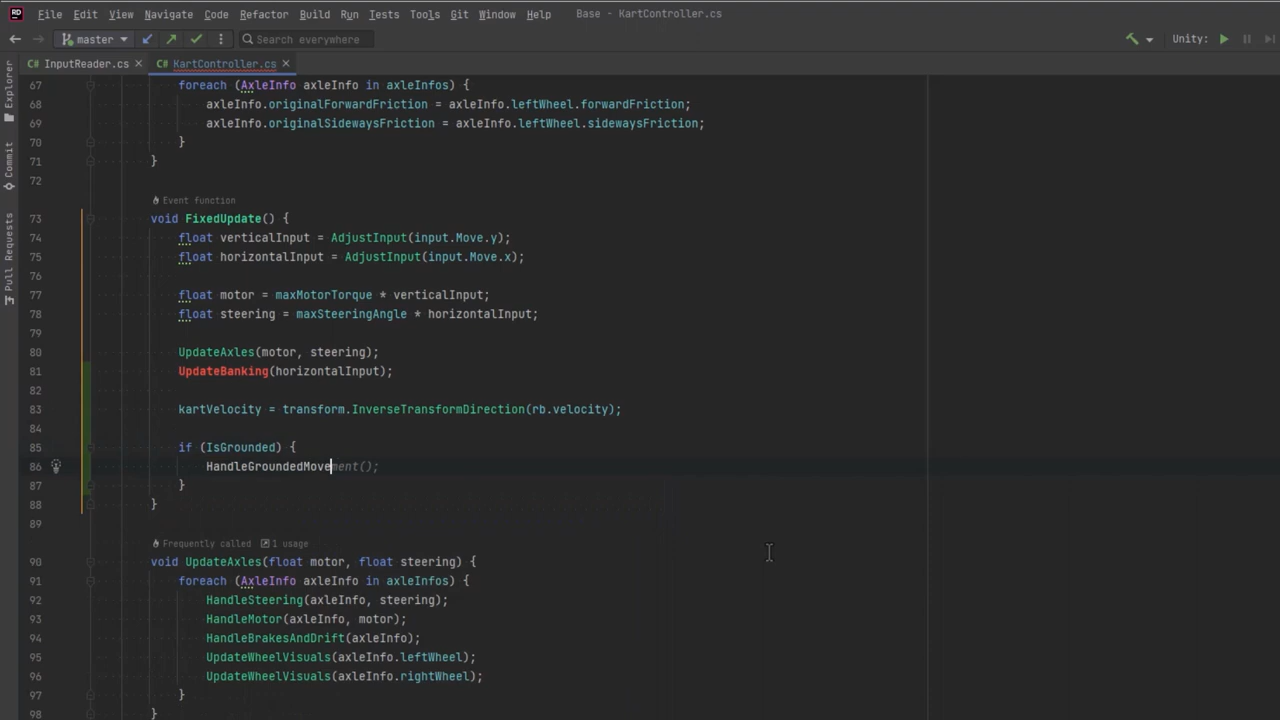 RD File Edit View Navigate Code Refactor Build Run Tests Tools Git Window Help Base - KartController.cs
master Search everywhere Unity:
C# InputReader.cs × C# KartController.cs ×
Explorer
Commit
Pull Requests
67 foreach (AxleInfo axleInfo in axleInfos) {
68 axleInfo.originalForwardFriction = axleInfo.leftWheel.forwardFriction;
69 axleInfo.originalSidewaysFriction = axleInfo.leftWheel.sidewaysFriction;
70 }
71 }
72
Event function
73 void FixedUpdate() {
74 float verticalInput = AdjustInput(input.Move.y);
75 float horizontalInput = AdjustInput(input.Move.x);
76
77 float motor = maxMotorTorque * verticalInput;
78 float steering = maxSteeringAngle * horizontalInput;
79
80 UpdateAxles(motor, steering);
81 UpdateBanking(horizontalInput);
82
83 kartVelocity = transform.InverseTransformDirection(rb.velocity);
84
85 if (IsGrounded) {
86 HandleGroundedMovement();
87 }
88 }
89
Frequently called 1 usage
90 void UpdateAxles(float motor, float steering) {
91 foreach (AxleInfo axleInfo in axleInfos) {
92 HandleSteering(axleInfo, steering);
93 HandleMotor(axleInfo, motor);
94 HandleBrakesAndDrift(axleInfo);
95 UpdateWheelVisuals(axleInfo.leftWheel);
96 UpdateWheelVisuals(axleInfo.rightWheel);
97 }
98 }